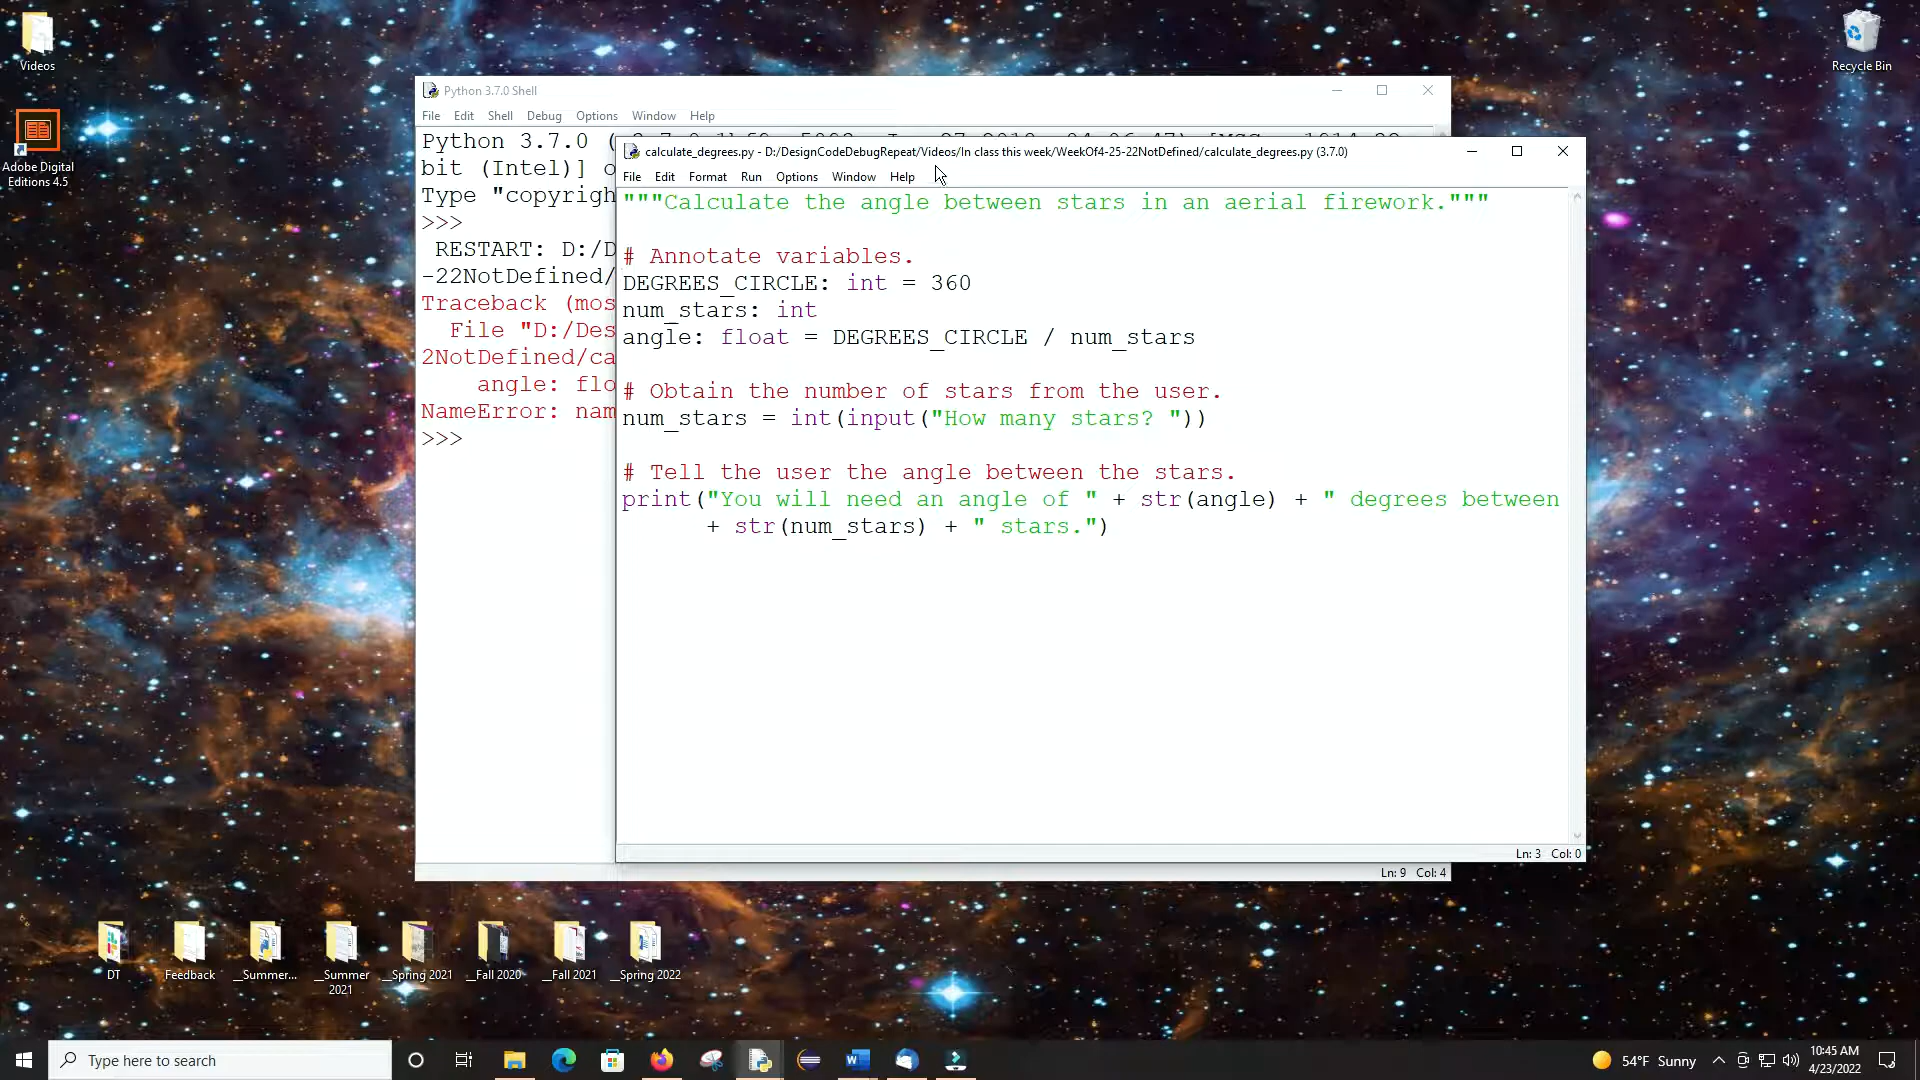 Videos
Adobe Digital
Editions 4.5
Recycle Bin
Python 3.7.0 Shell
File Edit Shell Debug Options Window Help
Python 3.7.0 (
bit (Intel)] o
Type "copyrigh
>>>
RESTART: D:/D
-22NotDefined/
Traceback (mos
File "D:/Des
2NotDefined/ca
angle: flo
NameError: nam
>>>
Ln: 9 Col: 4
calculate_degrees.py - D:/DesignCodeDebugRepeat/Videos/In class this week/WeekOf4-25-22NotDefined/calculate_degrees.py (3.7.0)
File Edit Format Run Options Window Help
"""Calculate the angle between stars in an aerial firework."""
# Annotate variables.
DEGREES_CIRCLE: int = 360
num_stars: int
angle: float = DEGREES_CIRCLE / num_stars
# Obtain the number of stars from the user.
num_stars = int(input("How many stars? "))
# Tell the user the angle between the stars.
print("You will need an angle of " + str(angle) + " degrees between
+ str(num_stars) + " stars.")
Ln: 3 Col: 0
DT
Feedback
__Summer...
__Summer
2021
__Spring 2021
__Fall 2020
__Fall 2021
__Spring 2022
Type here to search
54°F Sunny
10:45 AM
4/23/2022